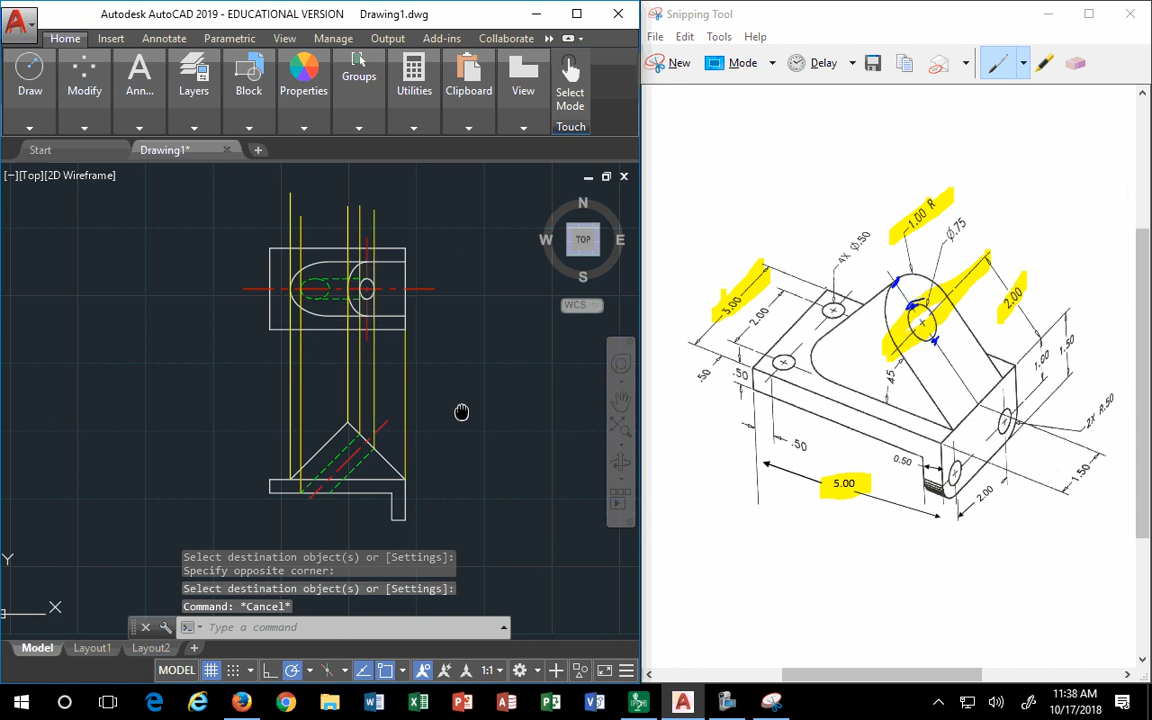 Autodesk AutoCAD 2019 - EDUCATIONAL VERSION Drawing1.dwg
Home Insert Annotate Parametric View Manage Output Add-ins Collaborate
Draw Modify Ann... Layers Block Properties Groups Utilities Clipboard View Select Mode
Touch
Start Drawing1* +
[−][Top][2D Wireframe]
N
W TOP E
S
WCS
Y
X
Select destination object(s) or [Settings]:
Specify opposite corner:
Select destination object(s) or [Settings]:
Command: *Cancel*
Type a command
Model Layout1 Layout2 +
MODEL 1:1
Snipping Tool
File Edit Tools Help
New Mode Delay
1.00 R
Ø.75
4X Ø.50
3.00
2.00
2.00
1.50
1.00
45
.50
.50
2X R.50
.50
0.50
1.50
5.00
2.00
11:38 AM
10/17/2018